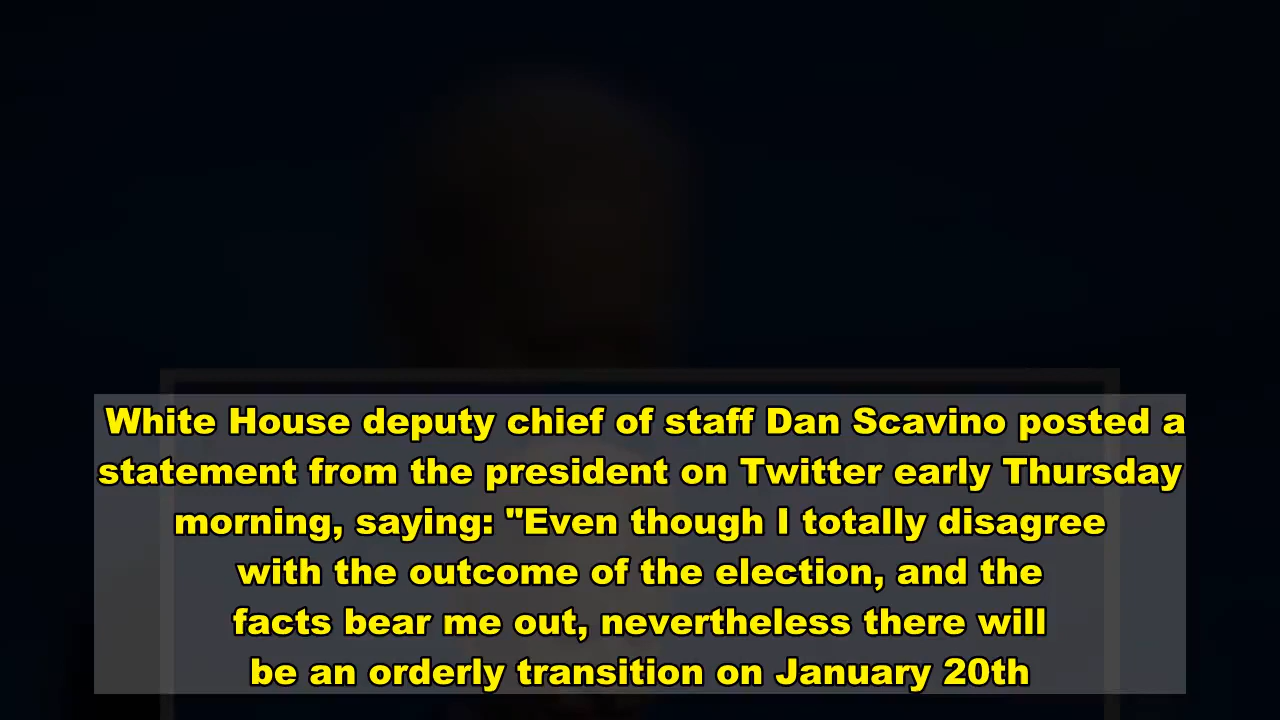 White House deputy chief of staff Dan Scavino posted a
statement from the president on Twitter early Thursday
morning, saying: "Even though I totally disagree
with the outcome of the election, and the
facts bear me out, nevertheless there will
be an orderly transition on January 20th